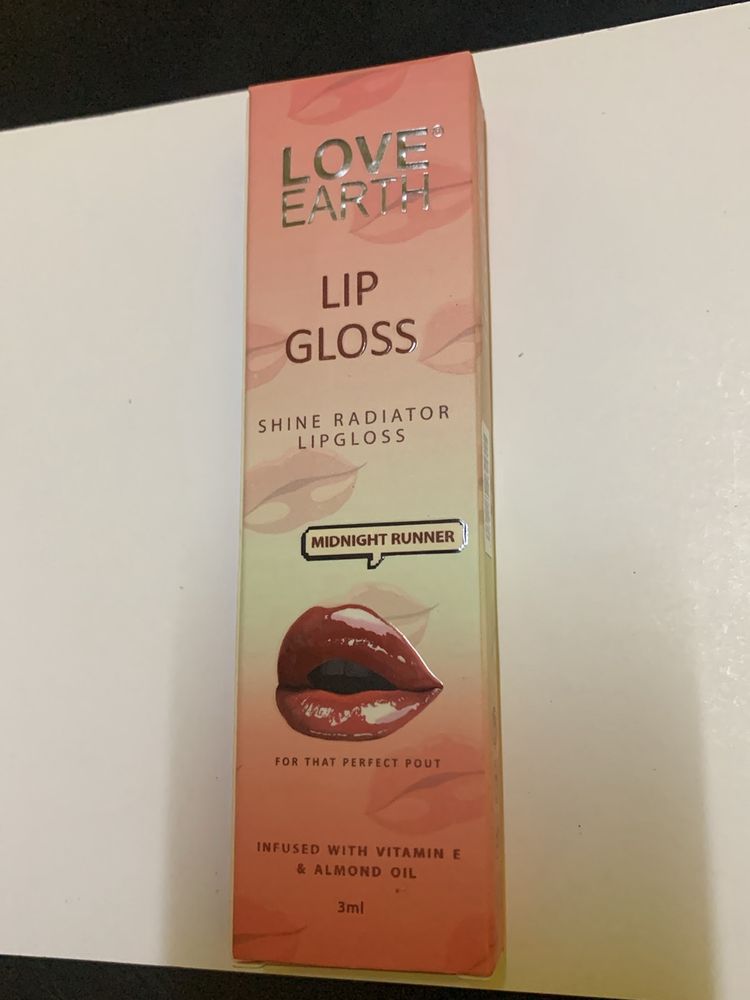 LOVE®
EARTH
LIP
GLOSS
SHINE RADIATOR
LIPGLOSS
MIDNIGHT RUNNER
FOR THAT PERFECT POUT
INFUSED WITH VITAMIN E
& ALMOND OIL
3ml